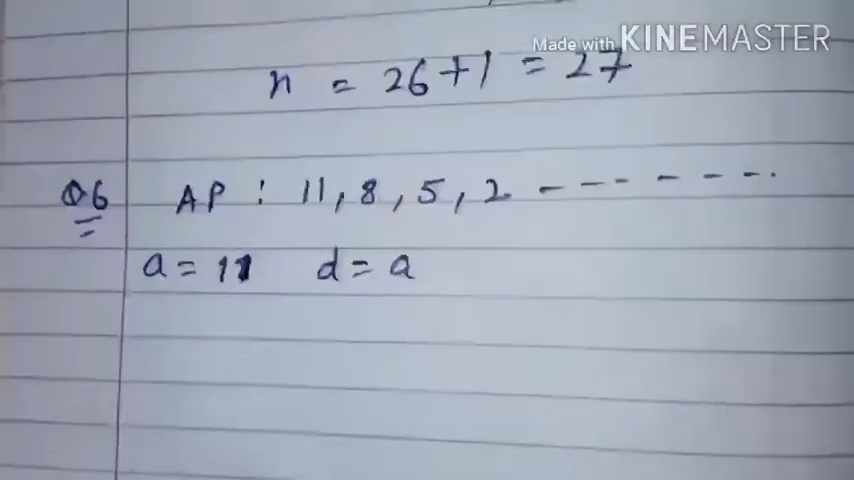 Made with KINEMASTER
n = 26+1 = 27
Q6 AP : 11, 8, 5, 2 - - - - - - -.
a = 11 d = a